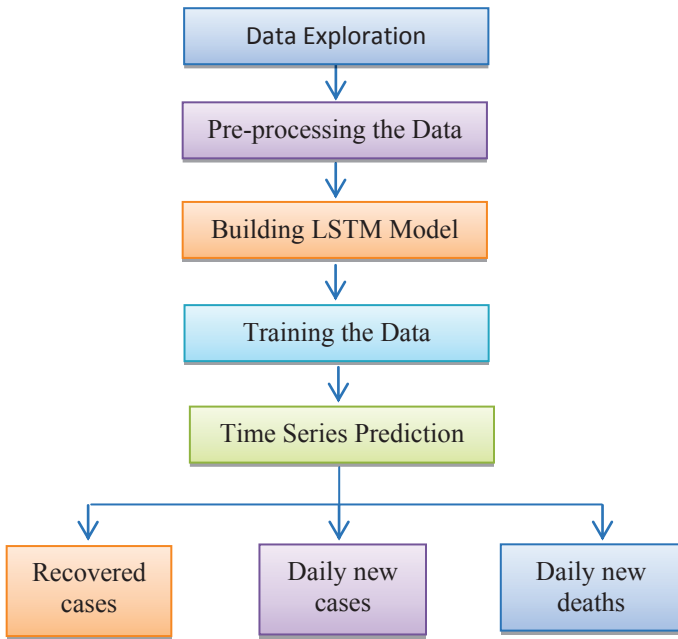 Data Exploration
Pre-processing the Data
Building LSTM Model
Training the Data
Time Series Prediction
Recovered
cases
Daily new
cases
Daily new
deaths